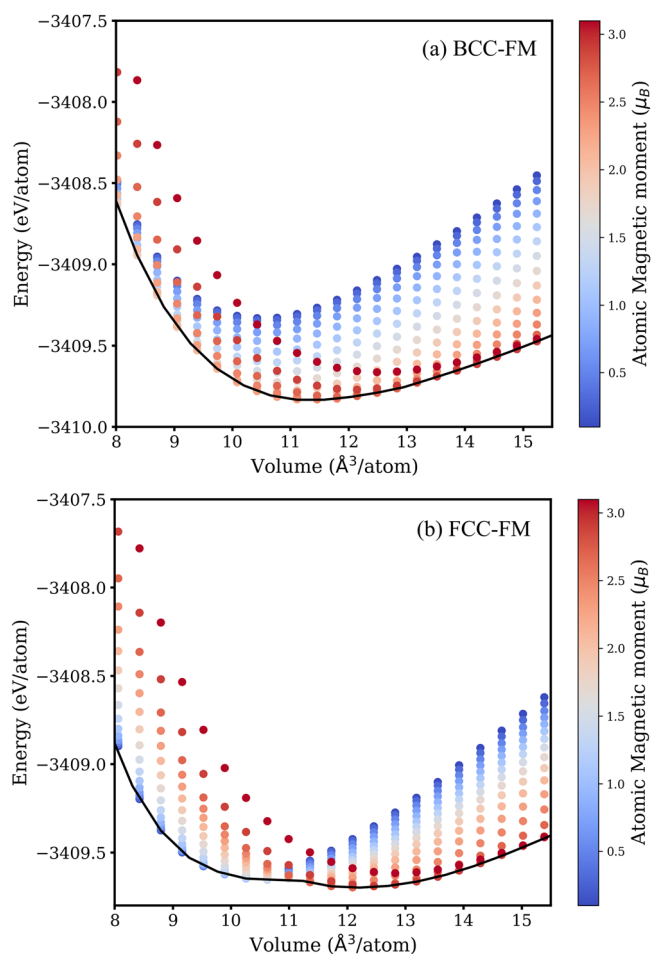 (a) BCC-FM
−3407.5
−3408.0
−3408.5
−3409.0
−3409.5
−3410.0
Energy (eV/atom)
8 9 10 11 12 13 14 15
Volume (Å³/atom)
3.0
2.5
2.0
1.5
1.0
0.5
Atomic Magnetic moment (μB)
(b) FCC-FM
−3407.5
−3408.0
−3408.5
−3409.0
−3409.5
Energy (eV/atom)
8 9 10 11 12 13 14 15
Volume (Å³/atom)
3.0
2.5
2.0
1.5
1.0
0.5
Atomic Magnetic moment (μB)